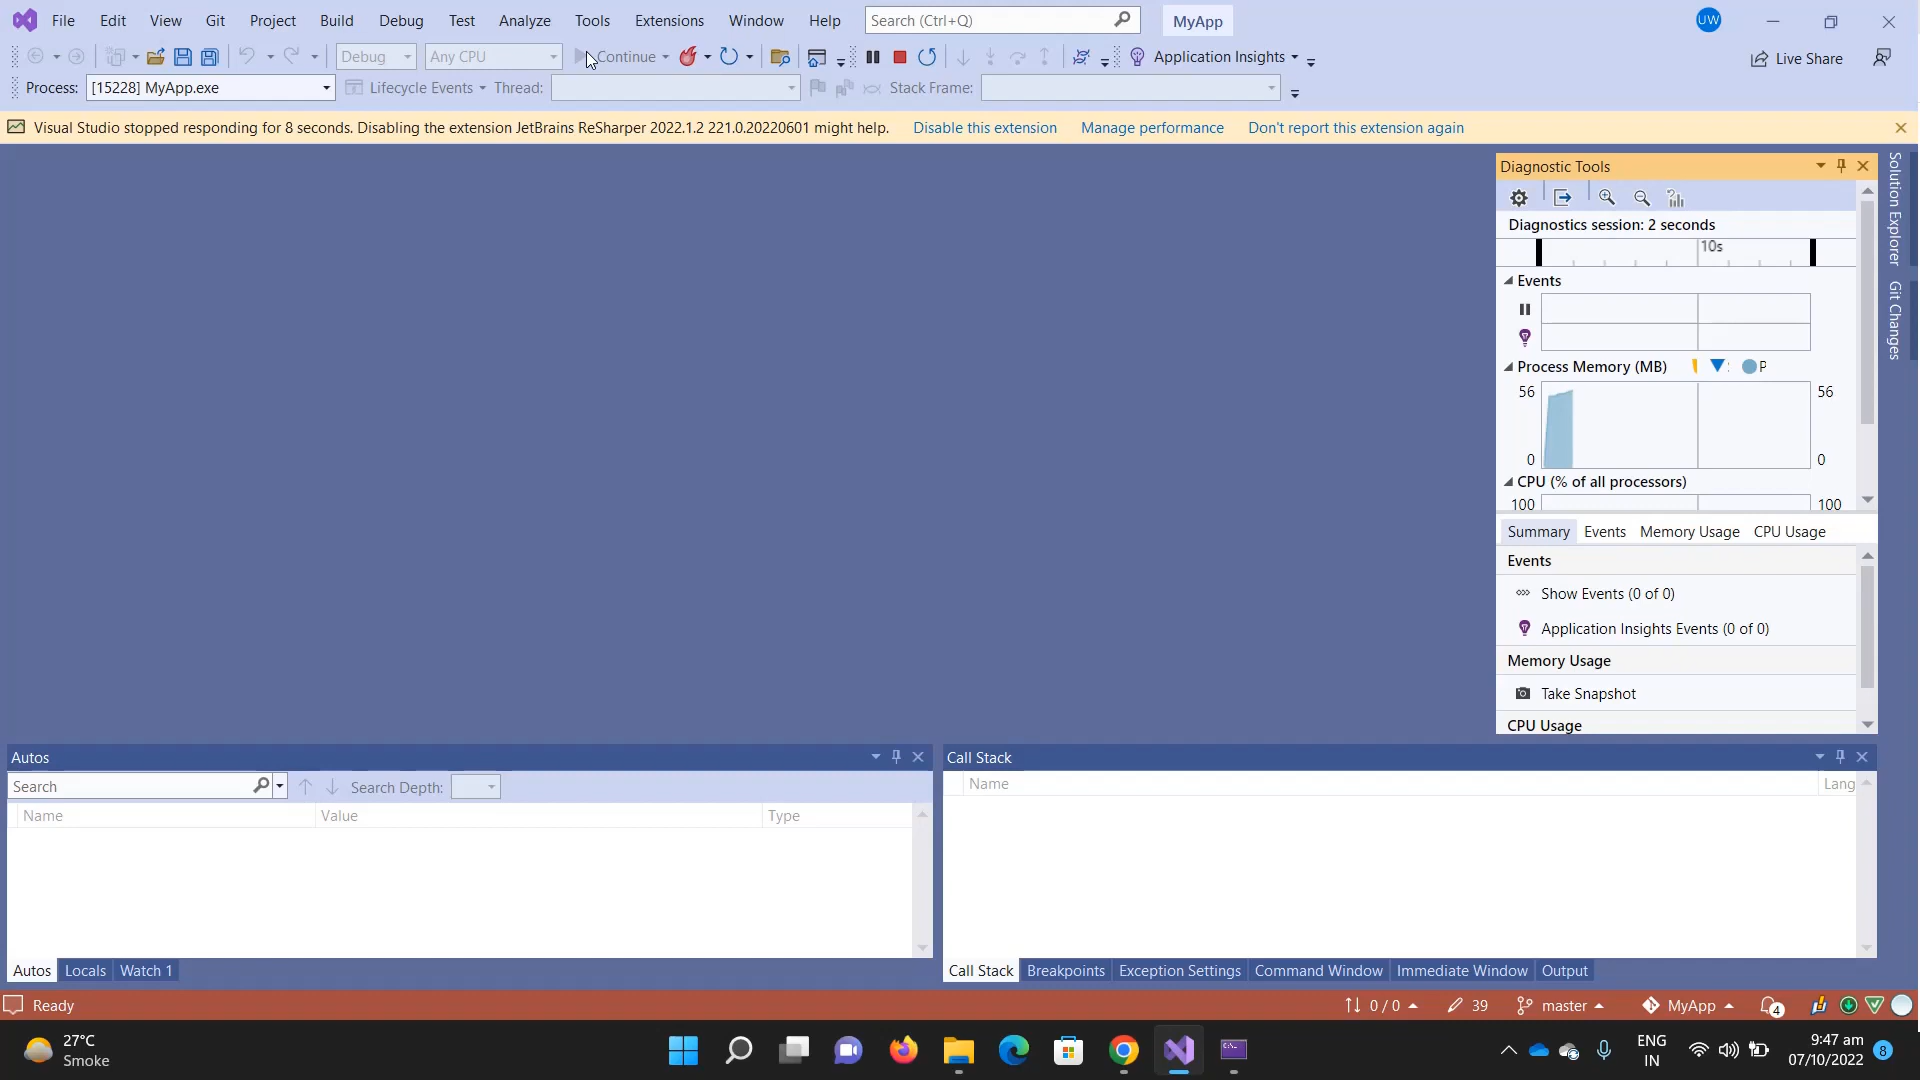 File Edit View Git Project Build Debug Test Analyze Tools Extensions Window Help Search (Ctrl+Q) MyApp UW
Debug Any CPU Continue Application Insights Live Share
Process: [15228] MyApp.exe Lifecycle Events Thread: Stack Frame:
Visual Studio stopped responding for 8 seconds. Disabling the extension JetBrains ReSharper 2022.1.2 221.0.20220601 might help. Disable this extension Manage performance Don't report this extension again
Diagnostic Tools
Diagnostics session: 2 seconds
10s
Events
Process Memory (MB) P
56 56
0 0
CPU (% of all processors)
100 100
Summary Events Memory Usage CPU Usage
Events
Show Events (0 of 0)
Application Insights Events (0 of 0)
Memory Usage
Take Snapshot
CPU Usage
Solution Explorer
Git Changes
Autos
Search Search Depth:
Name Value Type
Autos Locals Watch 1
Call Stack
Name Lang
Call Stack Breakpoints Exception Settings Command Window Immediate Window Output
Ready 0 / 0 39 master MyApp 4
27°C
Smoke
ENG
IN
9:47 am
07/10/2022
8